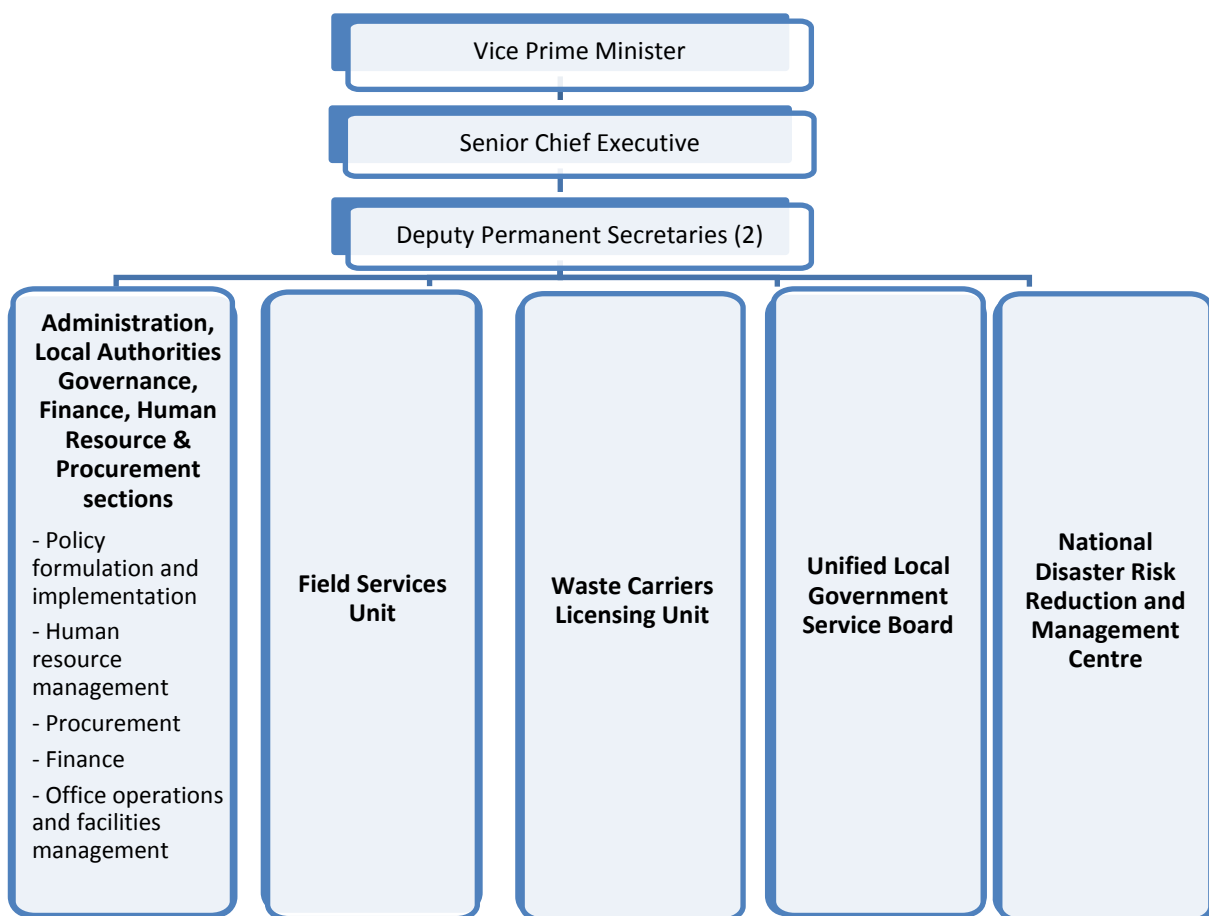 Vice Prime Minister
Senior Chief Executive
Deputy Permanent Secretaries (2)
Administration,
Local Authorities
Governance,
Finance, Human
Resource &
Procurement
sections
- Policy
formulation and
implementation
- Human
resource
management
- Procurement
- Finance
- Office operations
and facilities
management
Field Services
Unit
Waste Carriers
Licensing Unit
Unified Local
Government
Service Board
National
Disaster Risk
Reduction and
Management
Centre